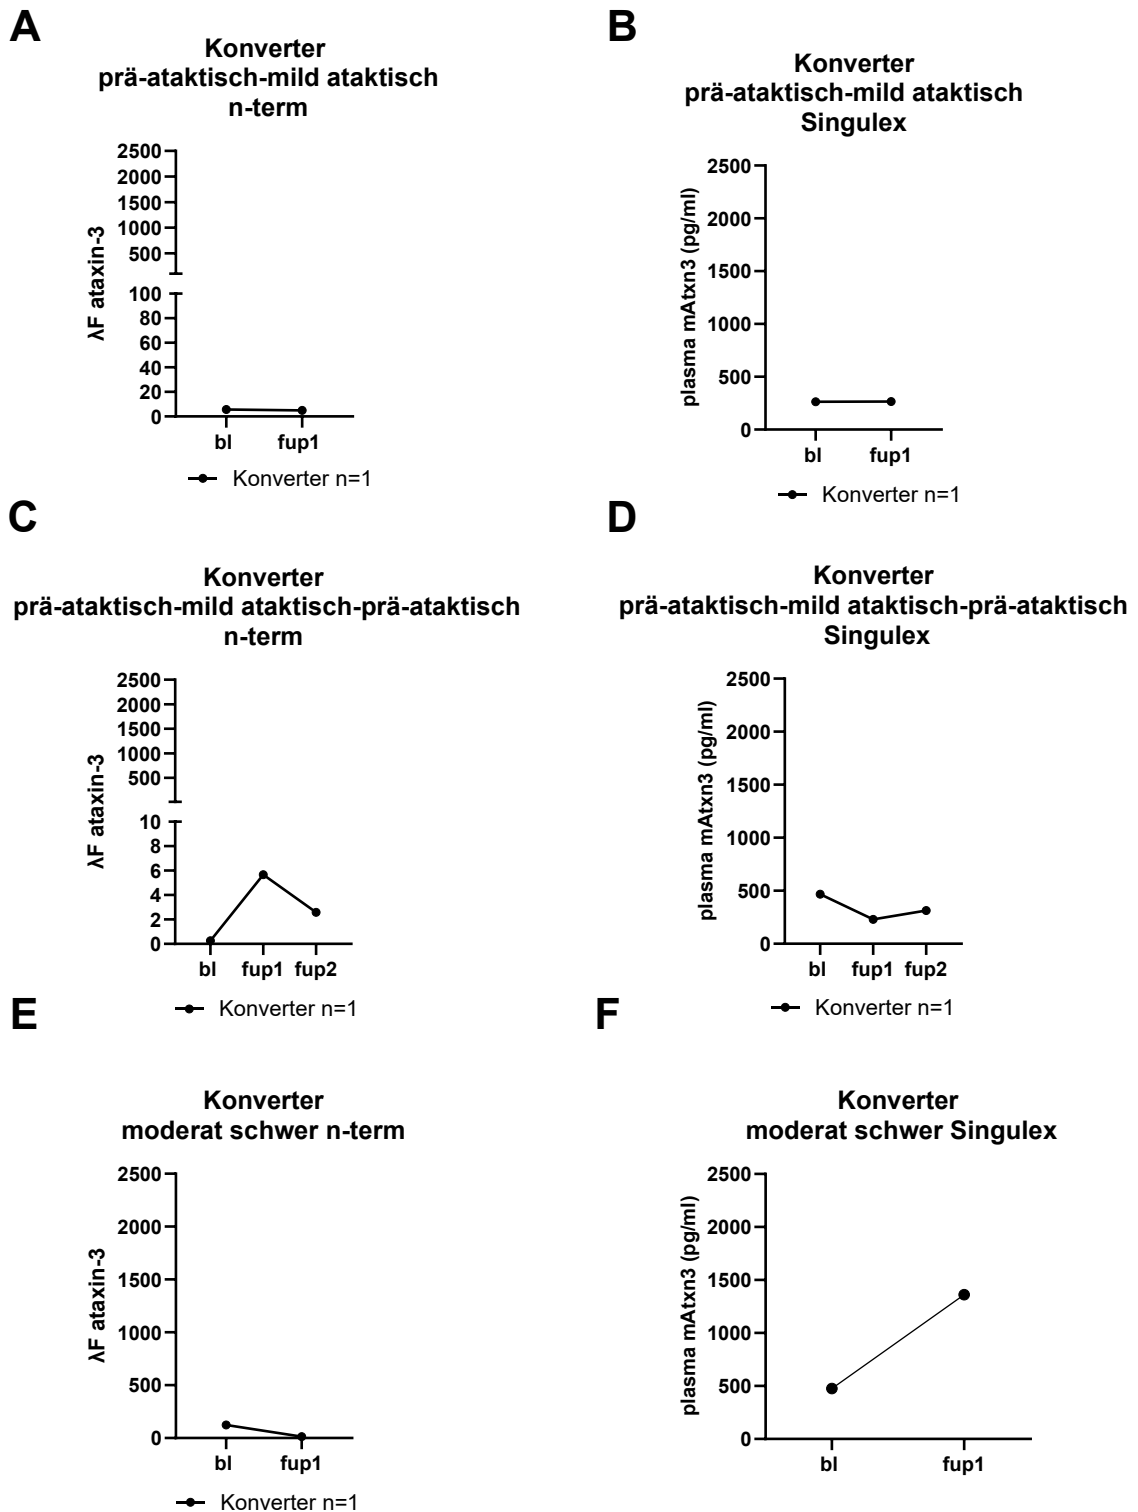 A
Konverter
prä-ataktisch-mild ataktisch
n-term
λF ataxin-3
2500
2000
1500
1000
500
100
80
60
40
20
0
bl fup1
Konverter n=1
B
Konverter
prä-ataktisch-mild ataktisch
Singulex
plasma mAtxn3 (pg/ml)
2500
2000
1500
1000
500
0
bl fup1
Konverter n=1
C
Konverter
prä-ataktisch-mild ataktisch-prä-ataktisch
n-term
λF ataxin-3
2500
2000
1500
1000
500
10
8
6
4
2
0
bl fup1 fup2
Konverter n=1
D
Konverter
prä-ataktisch-mild ataktisch-prä-ataktisch
Singulex
plasma mAtxn3 (pg/ml)
2500
2000
1500
1000
500
0
bl fup1 fup2
Konverter n=1
E
Konverter
moderat schwer n-term
λF ataxin-3
2500
2000
1500
1000
500
0
bl fup1
Konverter n=1
F
Konverter
moderat schwer Singulex
plasma mAtxn3 (pg/ml)
2500
2000
1500
1000
500
0
bl fup1